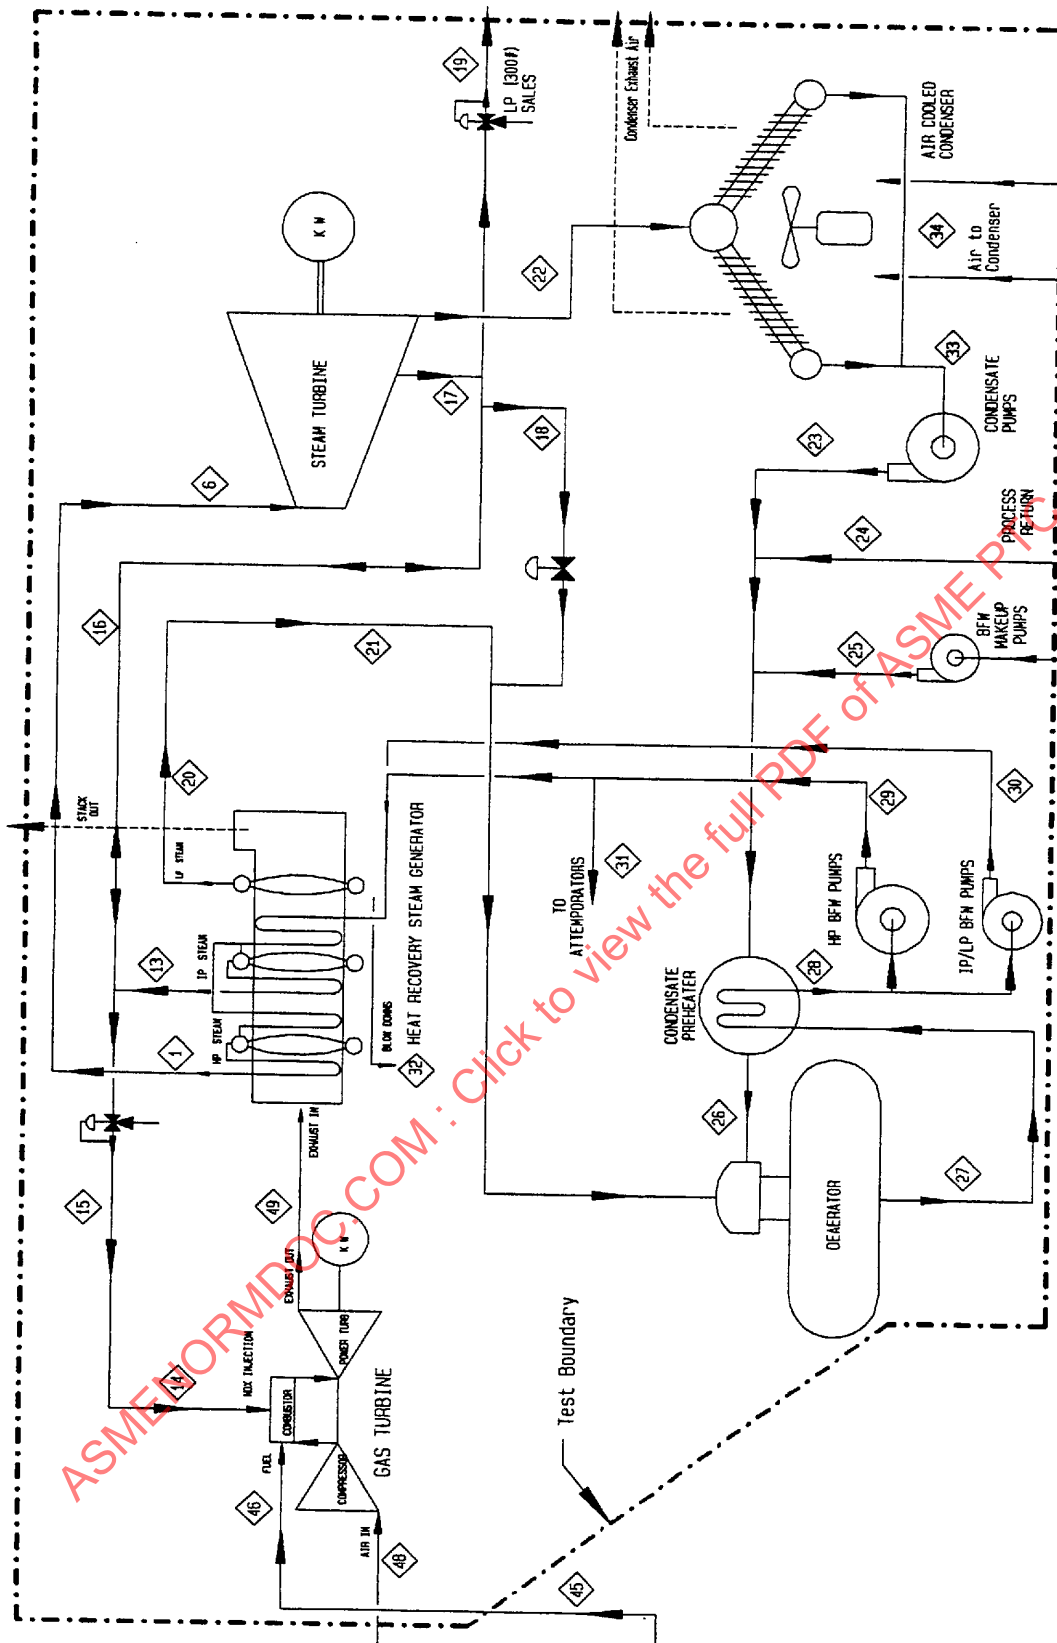 19
LP (300#)
SALES
Condenser Exhaust Air
KW
STEAM TURBINE
22
17
18
6
16
21
20
STACK
OUT
LP STEAM
IP STEAM
HP STEAM
13
1
HEAT RECOVERY STEAM GENERATOR
BLOW DOWNS
32
EXHAUST IN
49
EXHAUST OUT
KW
POWER TURB
COMBUSTOR
COMPRESSOR
NOX INJECTION
GAS TURBINE
15
14
FUEL
46
AIR IN
48
45
Test Boundary
AIR COOLED
CONDENSER
34
Air to
Condenser
33
CONDENSATE
PUMPS
23
PROCESS
RETURN
24
BFW
MAKEUP
PUMPS
25
30
29
31
TO
ATTEMPORATORS
HP BFW PUMPS
IP/LP BFW PUMPS
28
CONDENSATE
PREHEATER
26
27
DEAERATOR
ASMENORMDOC.COM : Click to view the full PDF of ASME PTC